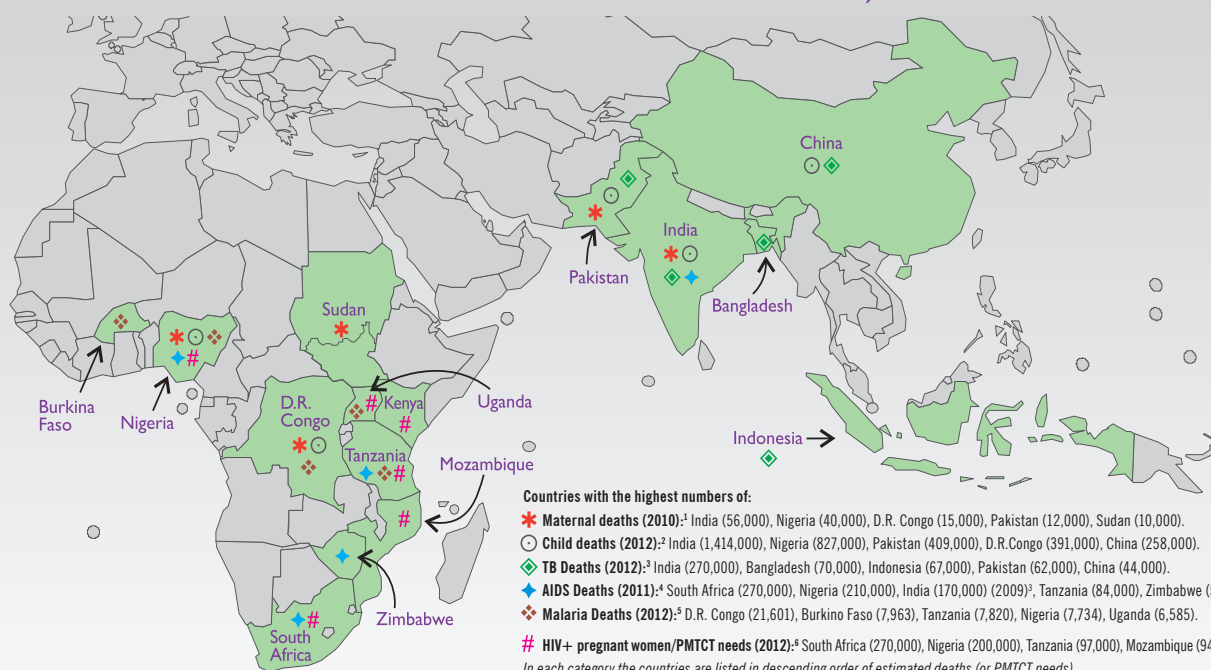 China
India
Pakistan
Bangladesh
Sudan
Burkina
Faso
Nigeria
D.R.
Congo
Kenya
Uganda
Tanzania
Mozambique
Indonesia
Zimbabwe
South
Africa
Countries with the highest numbers of:
Maternal deaths (2010):¹ India (56,000), Nigeria (40,000), D.R. Congo (15,000), Pakistan (12,000), Sudan (10,000).
Child deaths (2012):² India (1,414,000), Nigeria (827,000), Pakistan (409,000), D.R.Congo (391,000), China (258,000).
TB Deaths (2012):³ India (270,000), Bangladesh (70,000), Indonesia (67,000), Pakistan (62,000), China (44,000).
AIDS Deaths (2011):⁴ South Africa (270,000), Nigeria (210,000), India (170,000) (2009)³, Tanzania (84,000), Zimbabwe
Malaria Deaths (2012):⁵ D.R. Congo (21,601), Burkino Faso (7,963), Tanzania (7,820), Nigeria (7,734), Uganda (6,585).
# HIV+ pregnant women/PMTCT needs (2012):⁶ South Africa (270,000), Nigeria (200,000), Tanzania (97,000), Mozambique
In each category the countries are listed in descending order of estimated deaths (or PMTCT needs)